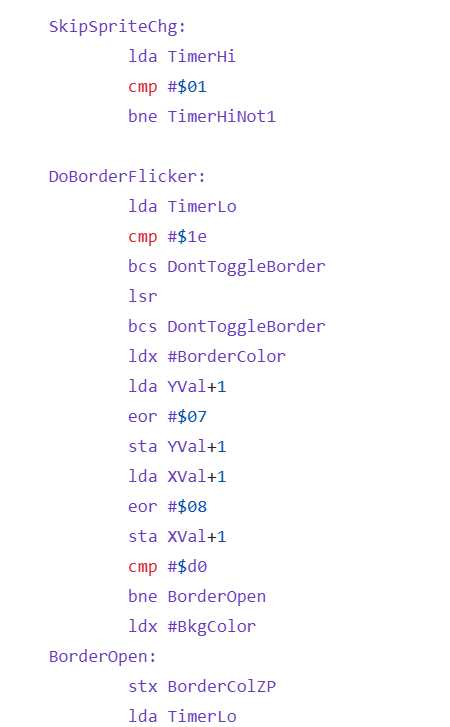 SkipSpriteChg:
lda TimerHi
cmp #$01
bne TimerHiNot1
DoBorderFlicker:
lda TimerLo
cmp #$1e
bcs DontToggleBorder
lsr
bcs DontToggleBorder
ldx #BorderColor
lda YVal+1
eor #$07
sta YVal+1
lda XVal+1
eor #$08
sta XVal+1
cmp #$d0
bne BorderOpen
ldx #BkgColor
BorderOpen:
stx BorderColZP
lda TimerLo